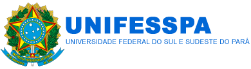 UNIFESSPA
UNIVERSIDADE FEDERAL DO SUL E SUDESTE DO PARÁ